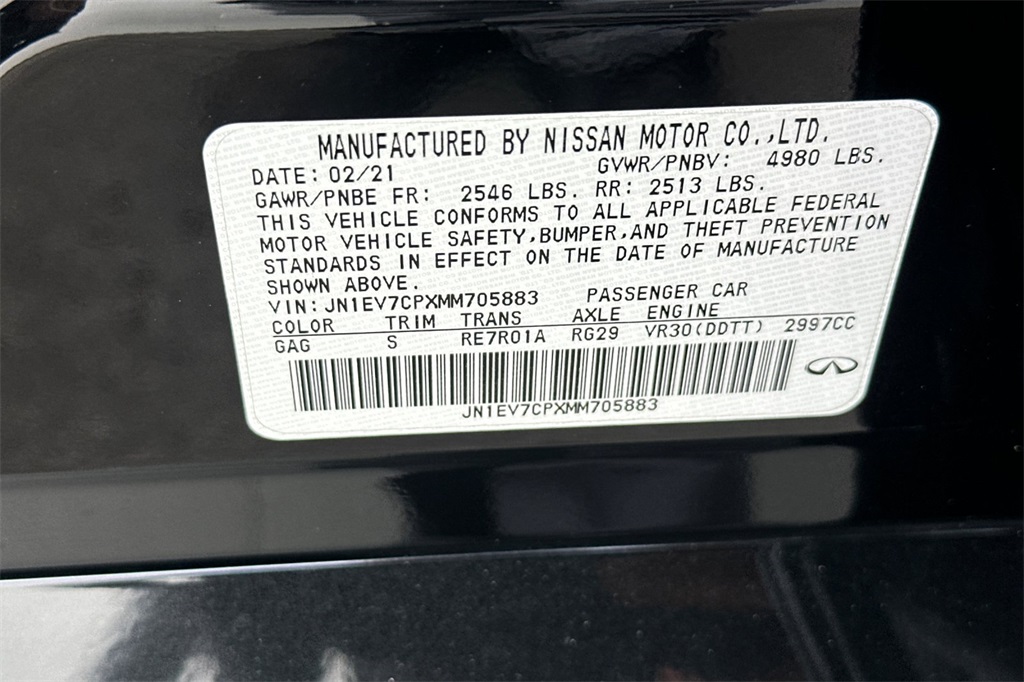 MANUFACTURED BY NISSAN MOTOR CO.,LTD.
DATE: 02/21 GVWR/PNBV: 4980 LBS.
GAWR/PNBE FR: 2546 LBS. RR: 2513 LBS.
THIS VEHICLE CONFORMS TO ALL APPLICABLE FEDERAL
MOTOR VEHICLE SAFETY,BUMPER,AND THEFT PREVENTION
STANDARDS IN EFFECT ON THE DATE OF MANUFACTURE
SHOWN ABOVE.
VIN: JN1EV7CPXMM705883 PASSENGER CAR
COLOR TRIM TRANS AXLE ENGINE
GAG S RE7R01A RG29 VR30(DDTT) 2997CC
JN1EV7CPXMM705883